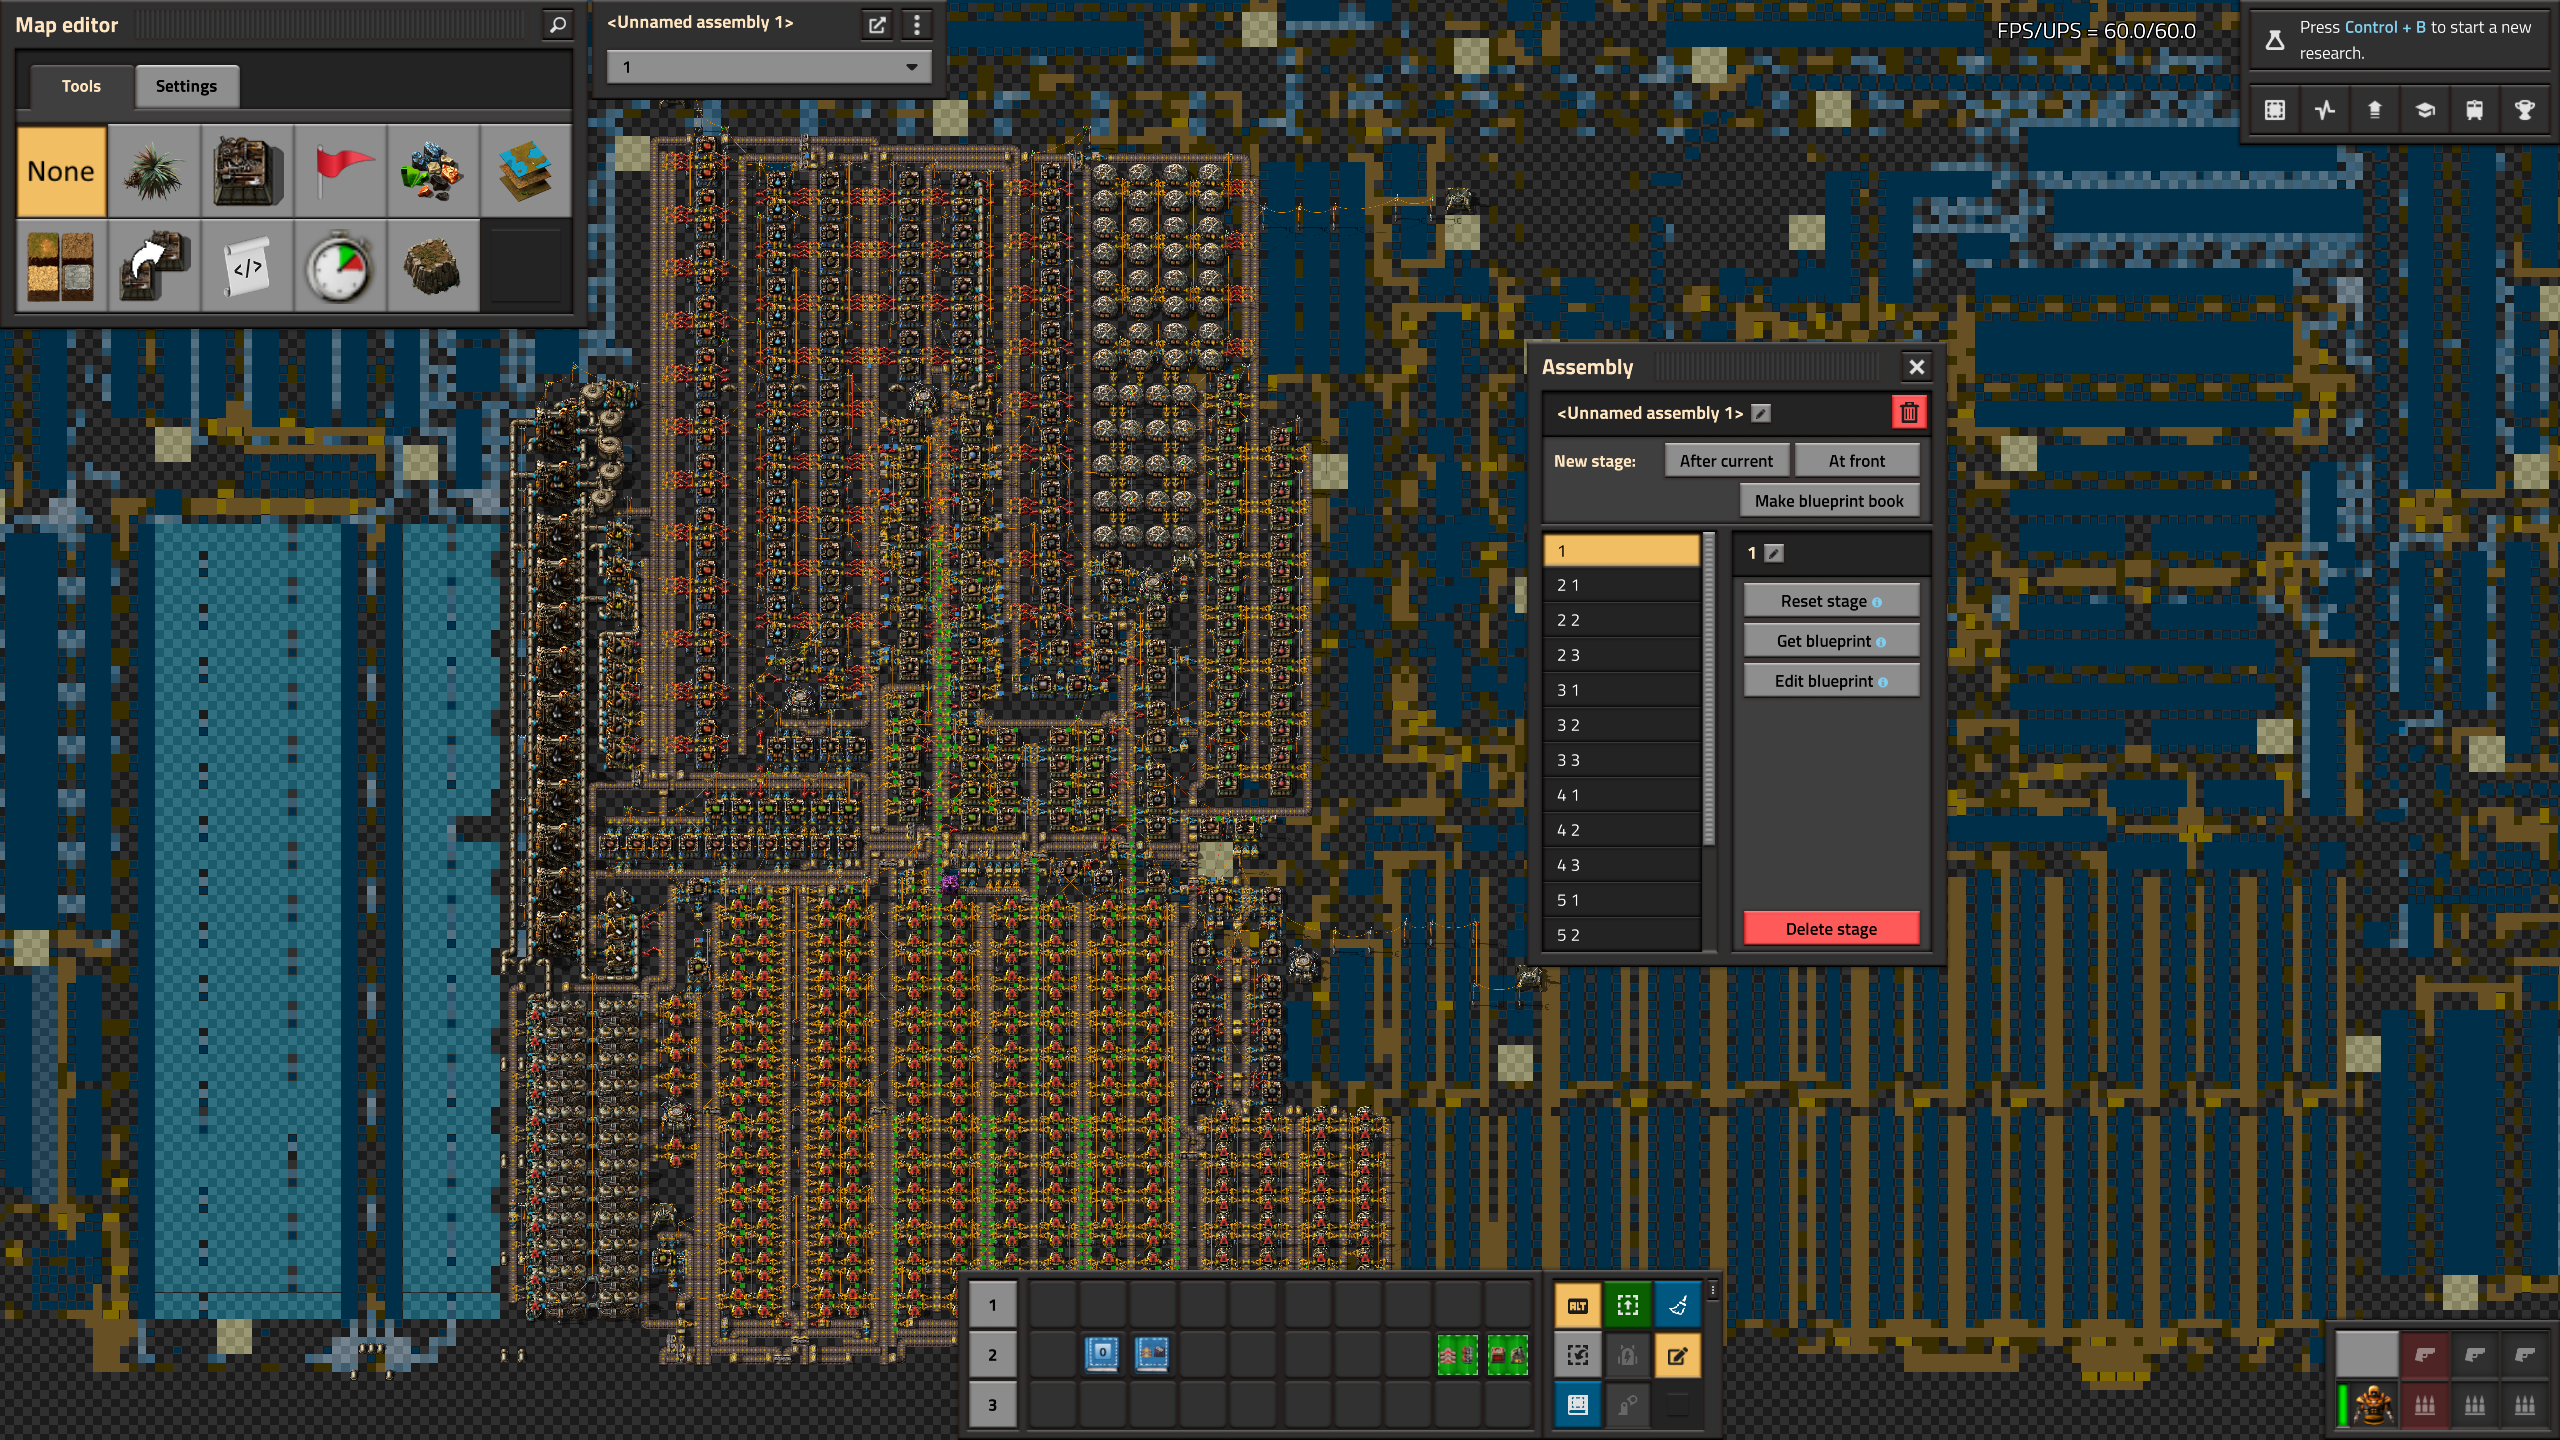 Map editor
Tools
Settings
None
</>
<Unnamed assembly 1>
1
FPS/UPS = 60.0/60.0
Press Control + B to start a new
research.
Assembly
<Unnamed assembly 1>
New stage:
After current
At front
Make blueprint book
1
2 1
2 2
2 3
3 1
3 2
3 3
4 1
4 2
4 3
5 1
5 2
1
Reset stage
Get blueprint
Edit blueprint
Delete stage
1
2
3
0
ALT